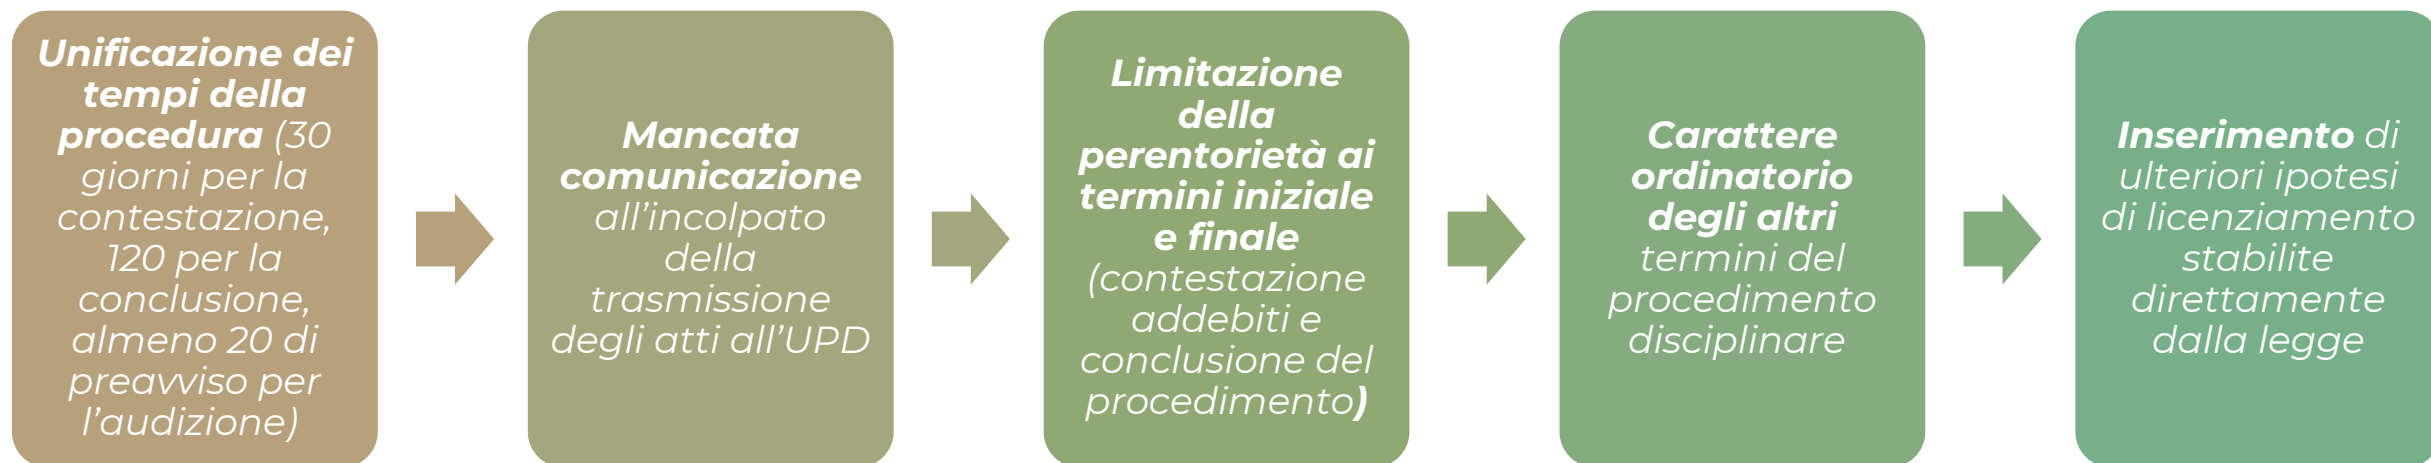 Unificazione dei
tempi della
procedura (30
giorni per la
contestazione,
120 per la
conclusione,
almeno 20 di
preavviso per
l’audizione)
Mancata
comunicazione
all’incolpato
della
trasmissione
degli atti all’UPD
Limitazione
della
perentorietà ai
termini iniziale
e finale
(contestazione
addebiti e
conclusione del
procedimento)
Carattere
ordinatorio
degli altri
termini del
procedimento
disciplinare
Inserimento di
ulteriori ipotesi
di licenziamento
stabilite
direttamente
dalla legge